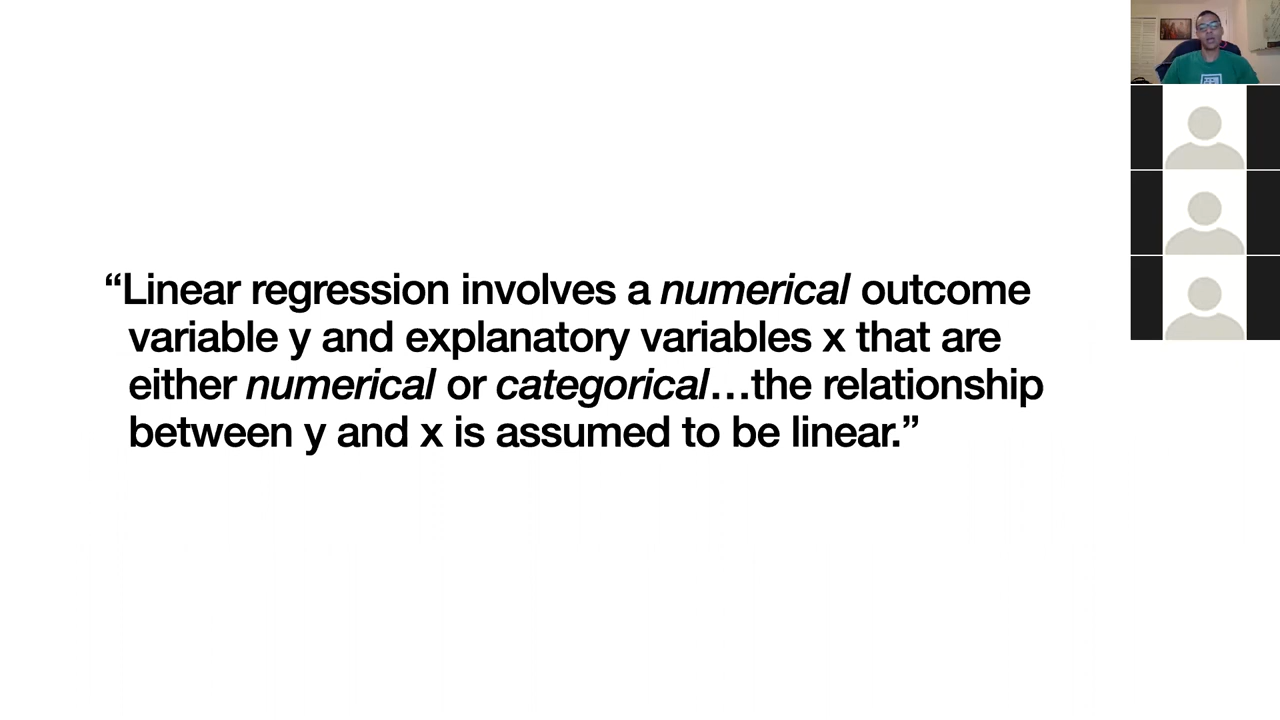 “Linear regression involves a numerical outcome
variable y and explanatory variables x that are
either numerical or categorical…the relationship
between y and x is assumed to be linear.”